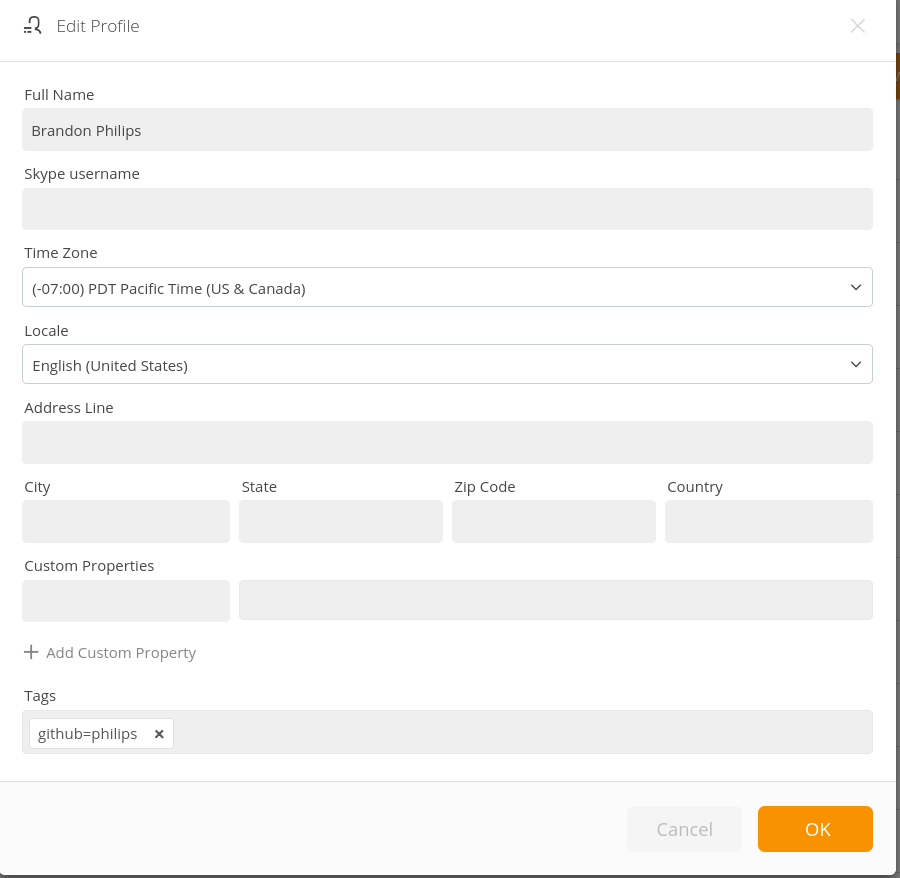 Edit Profile
Full Name
Brandon Philips
Skype username
Time Zone
(-07:00) PDT Pacific Time (US & Canada)
Locale
English (United States)
Address Line
City State Zip Code Country
Custom Properties
Add Custom Property
Tags
github=philips
Cancel OK